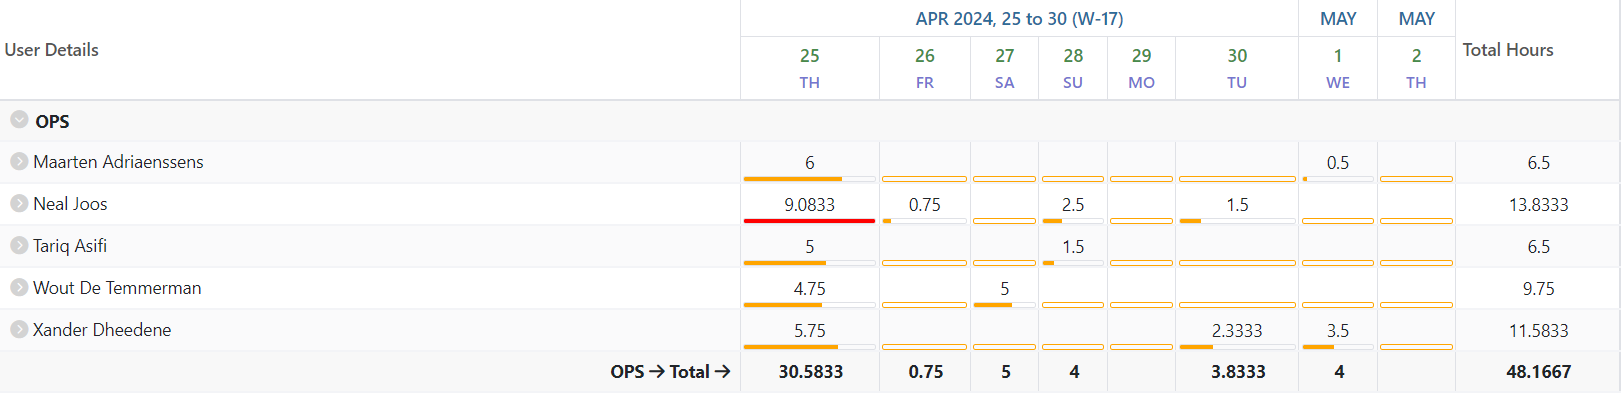 APR 2024, 25 to 30 (W-17) MAY MAY
User Details 25 26 27 28 29 30 1 2 Total Hours
TH FR SA SU MO TU WE TH
OPS
Maarten Adriaenssens 6 0.5 6.5
Neal Joos 9.0833 0.75 2.5 1.5 13.8333
Tariq Asifi 5 1.5 6.5
Wout De Temmerman 4.75 5 9.75
Xander Dheedene 5.75 2.3333 3.5 11.5833
OPS → Total → 30.5833 0.75 5 4 3.8333 4 48.1667